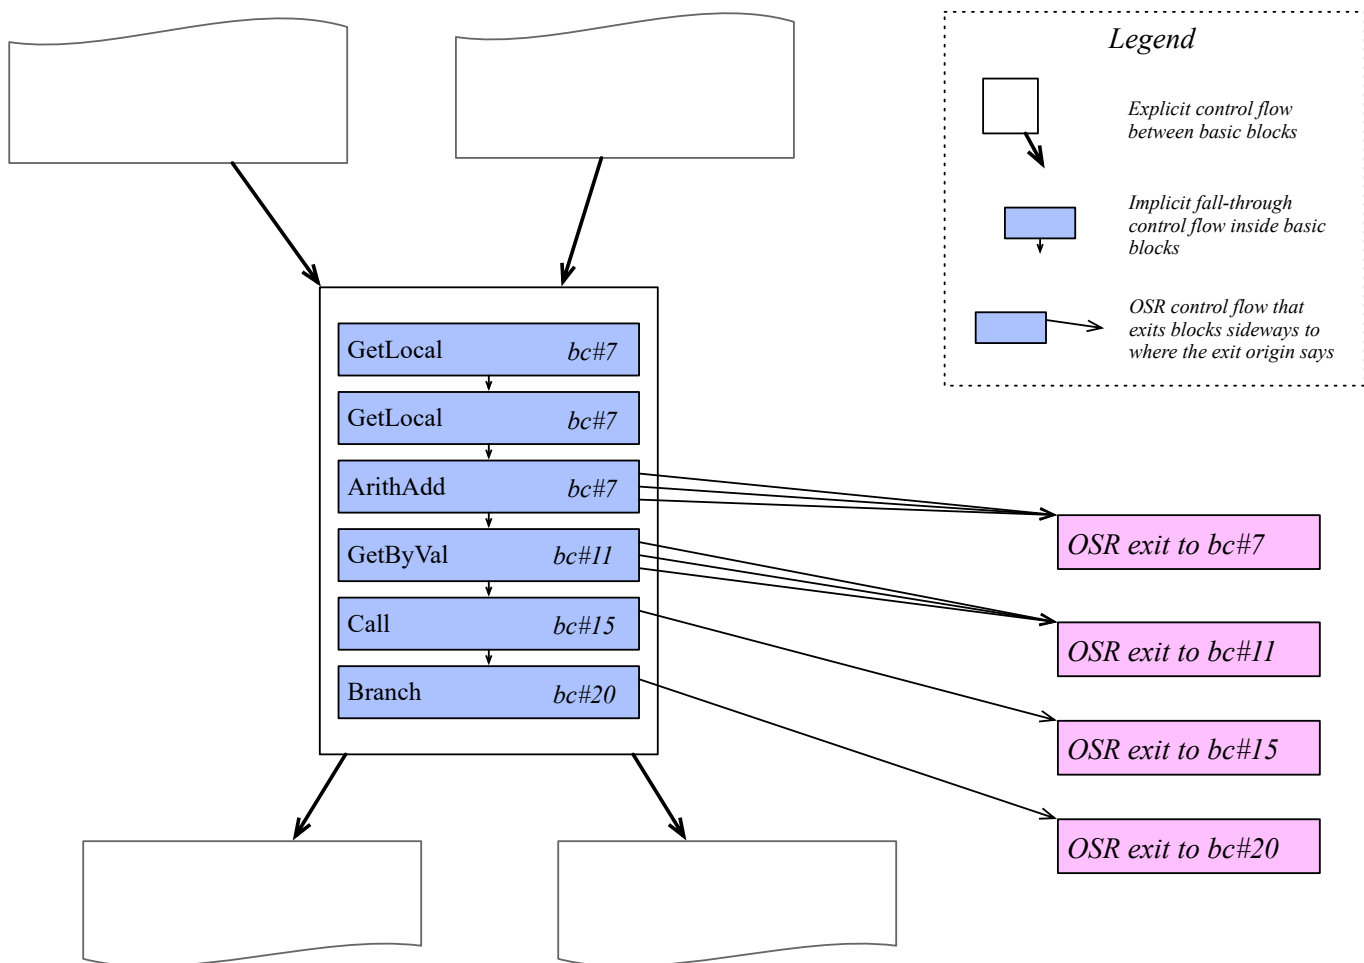 Legend
Explicit control flow
between basic blocks
Implicit fall-through
control flow inside basic
blocks
OSR control flow that
exits blocks sideways to
where the exit origin says
GetLocal bc#7
GetLocal bc#7
ArithAdd bc#7
GetByVal bc#11
Call bc#15
Branch bc#20
OSR exit to bc#7
OSR exit to bc#11
OSR exit to bc#15
OSR exit to bc#20